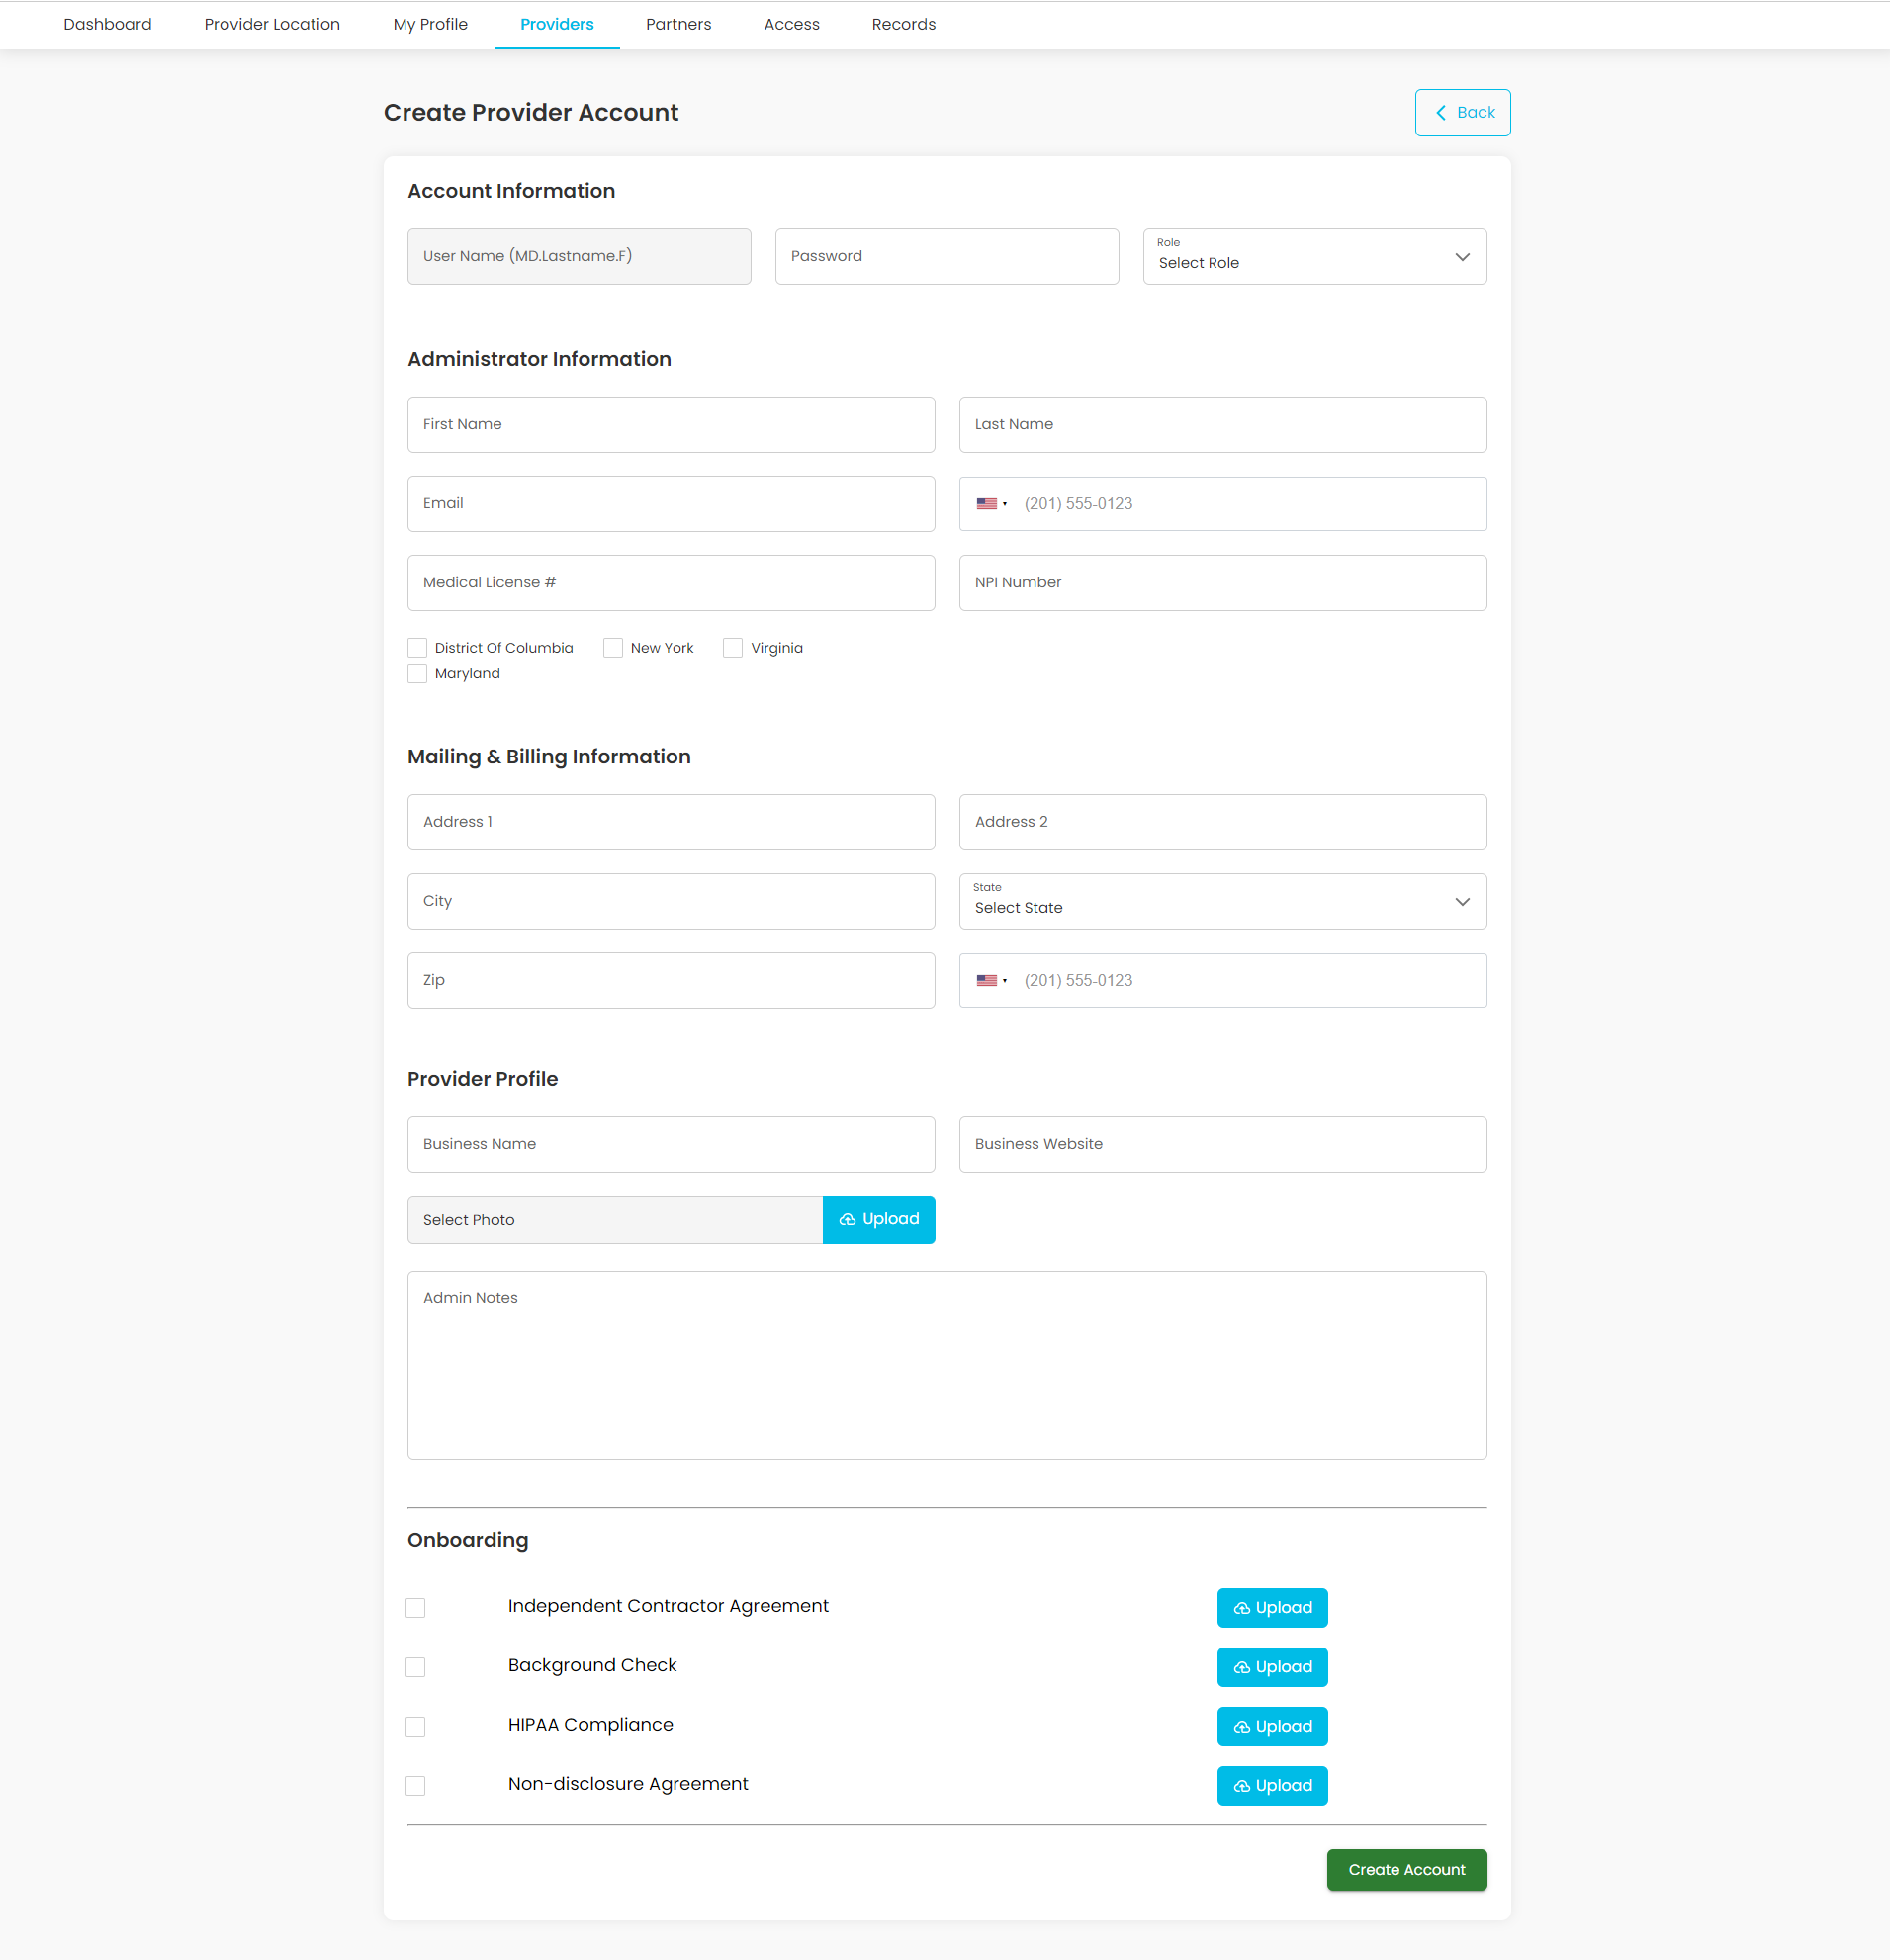 Dashboard Provider Location My Profile Providers Partners Access Records
Create Provider Account Back
Account Information
User Name (MD.Lastname.F) Password Role
Select Role
Administrator Information
First Name Last Name
Email (201) 555-0123
Medical License # NPI Number
District Of Columbia New York Virginia
Maryland
Mailing & Billing Information
Address 1 Address 2
City State
Select State
Zip (201) 555-0123
Provider Profile
Business Name Business Website
Select Photo Upload
Admin Notes
Onboarding
Independent Contractor Agreement Upload
Background Check Upload
HIPAA Compliance Upload
Non-disclosure Agreement Upload
Create Account